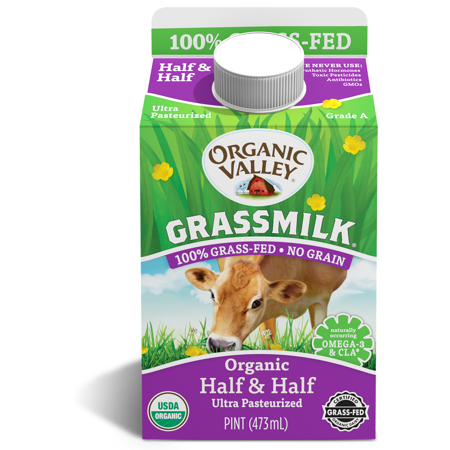 100% GRASS-FED
Half &
Half
WE NEVER USE:
Synthetic Hormones
Toxic Pesticides
Antibiotics
GMOs
Ultra
Pasteurized
Grade A
ORGANIC
VALLEY®
GRASSMILK®
100% GRASS-FED • NO GRAIN
naturally
occurring
OMEGA-3
& CLA
Organic
Half & Half
Ultra Pasteurized
USDA
ORGANIC
CERTIFIED
GRASS-FED
PINT (473mL)